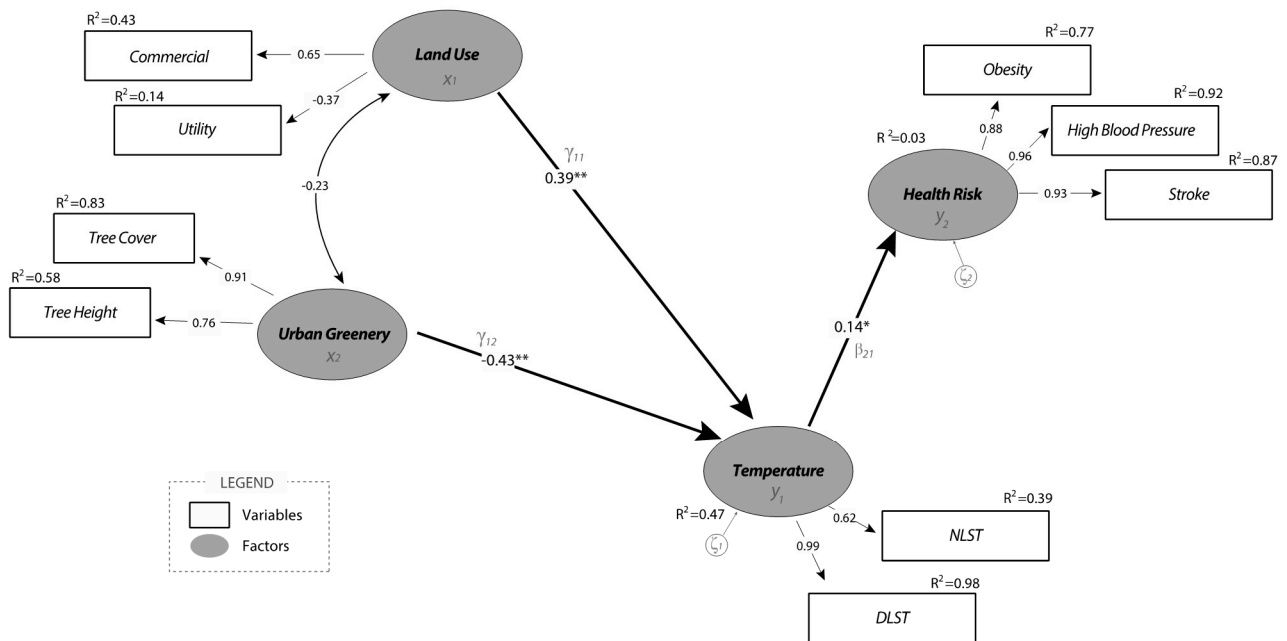 R²=0.43
Commercial
0.65
Land Use
x₁
R²=0.14
Utility
-0.37
-0.23
R²=0.83
Tree Cover
0.91
R²=0.58
Tree Height
0.76
Urban Greenery
x₂
γ₁₁
0.39**
γ₁₂
-0.43**
R²=0.77
Obesity
0.88
R²=0.92
High Blood Pressure
0.96
R²=0.87
Stroke
0.93
R²=0.03
Health Risk
y₂
ζ₂
0.14*
β₂₁
Temperature
y₁
R²=0.47
ζ₁
0.62
R²=0.39
NLST
0.99
R²=0.98
DLST
LEGEND
Variables
Factors